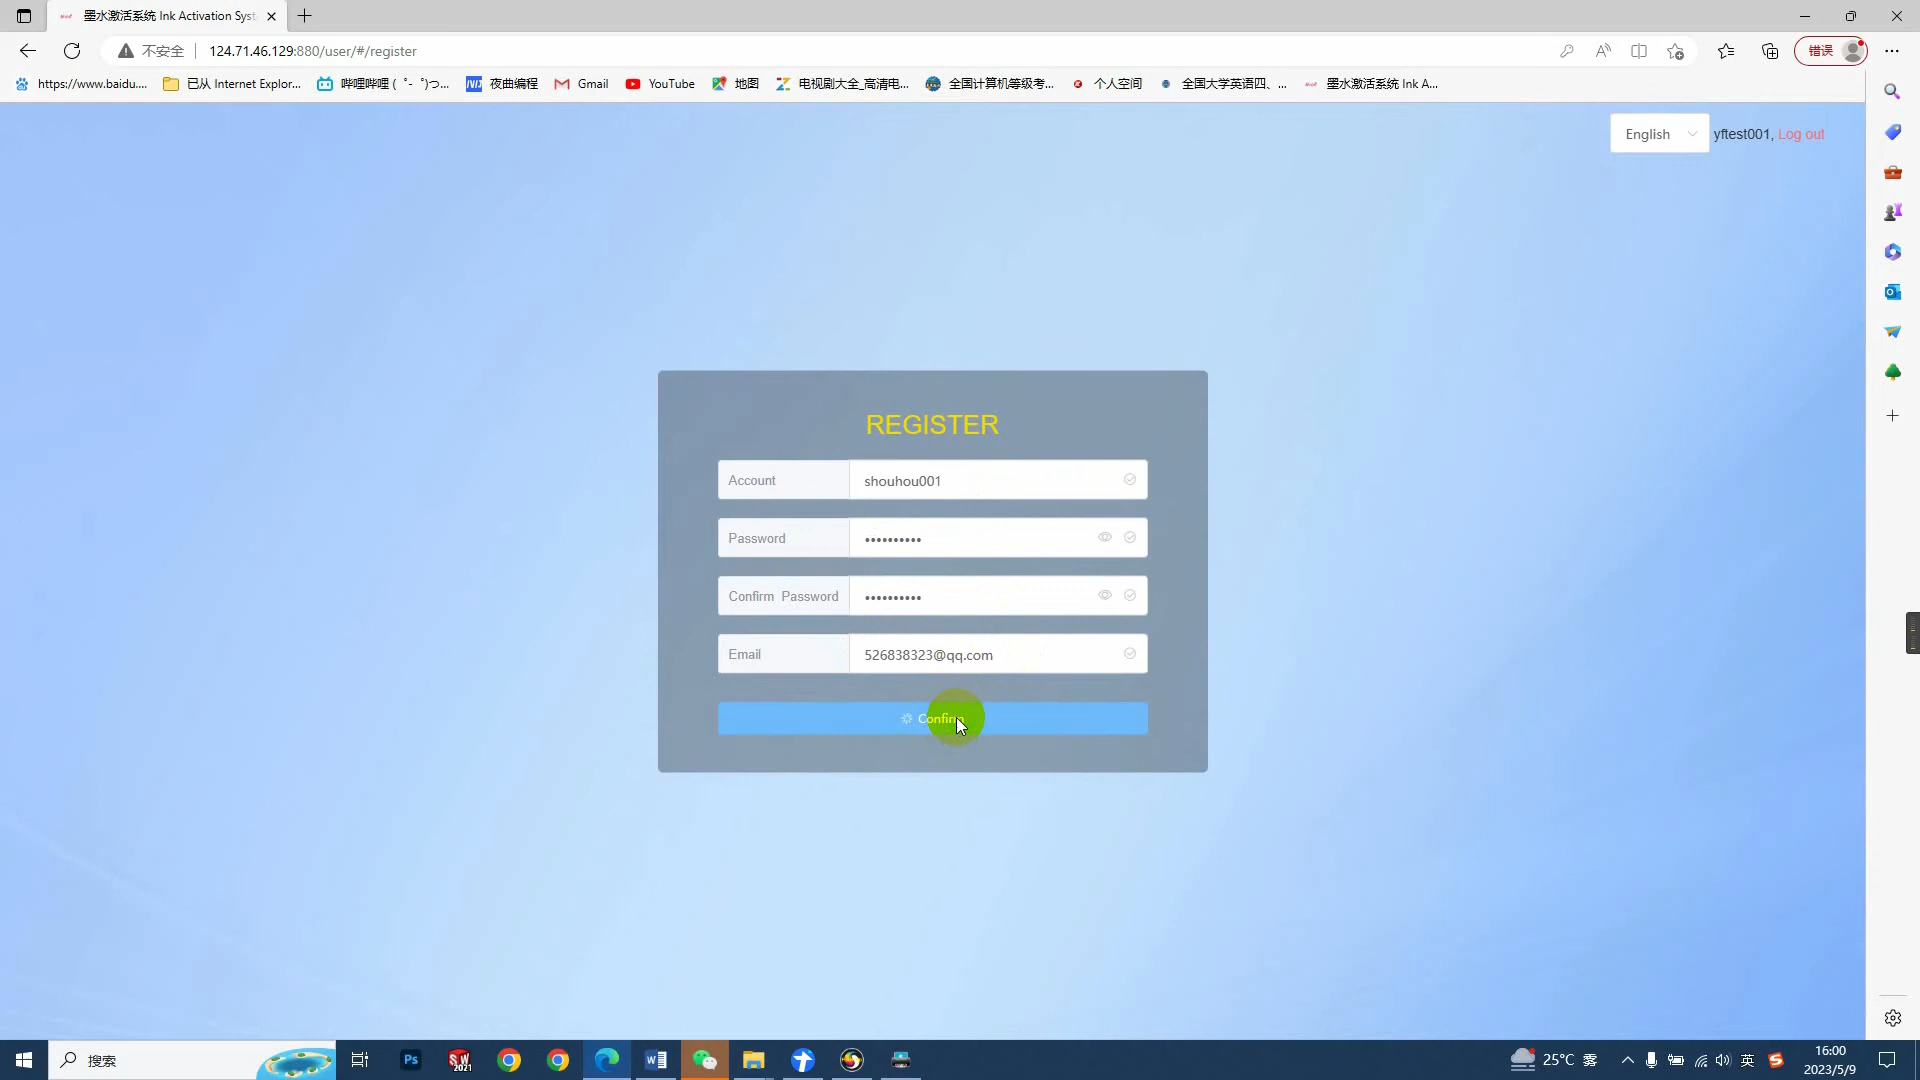 墨水激活系统 Ink Activation Syst
不安全
124.71.46.129:880/user/#/register
错误
https://www.baidu....
已从 Internet Explor...
哔哩哔哩 (゜-゜)つ...
夜曲编程
Gmail
YouTube
地图
电视剧大全_高清电...
全国计算机等级考...
个人空间
全国大学英语四、...
墨水激活系统 Ink A...
English
yftest001, Log out
REGISTER
Account
shouhou001
Password
••••••••••
Confirm Password
••••••••••
Email
526838323@qq.com
Confirm
搜索
Ps
SW
2021
25°C 雾
英
16:00
2023/5/9